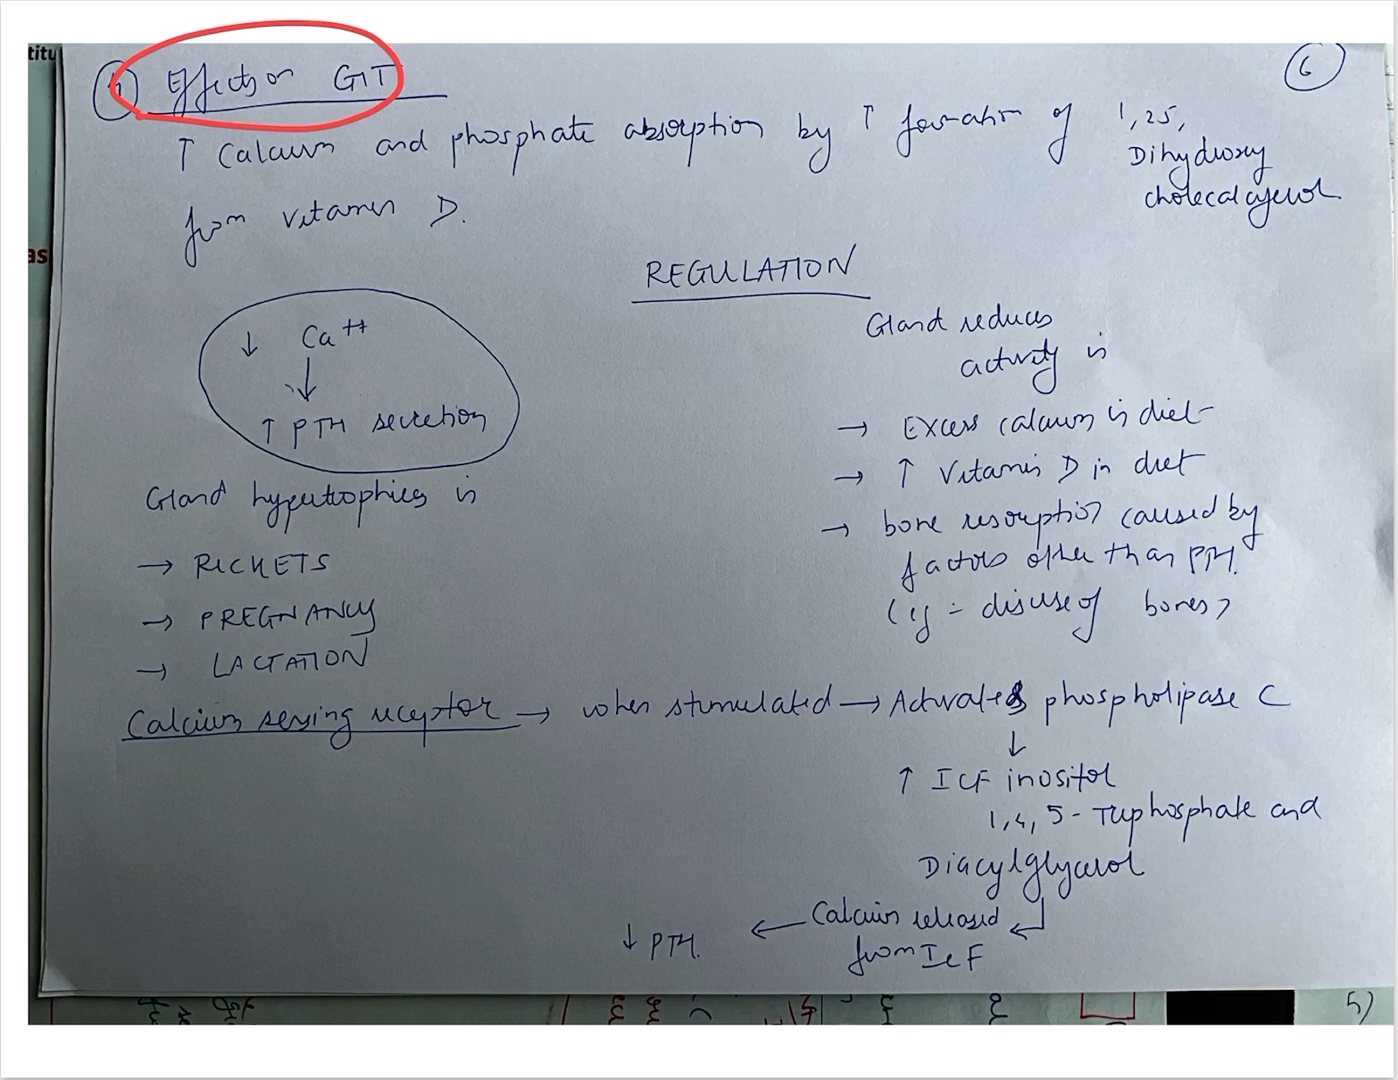 titu
6
Effects on GIT
↑ Calcium and phosphate absorption by ↑ formation of 1,25,
Dihydroxy
cholecalciferol.
from vitamin D.
as
REGULATION
↓ Ca ++
↓
↑ PTH secretion
Gland hypertrophies in
→ RICKETS
→ PREGNANCY
→ LACTATION
Gland reduces
activity in
→ Excess calcium in diet
→ ↑ Vitamin D in diet
→ bone resorption caused by
factors other than PTH.
(eg - disuse of bones)
Calcium sensing receptor → when stimulated → Activates phospholipase C
↓
↑ ICF inositol
1,4,5 - Triphosphate and
Diacylglycerol
Calcium released
from ICF
← ↓ PTH.
5)